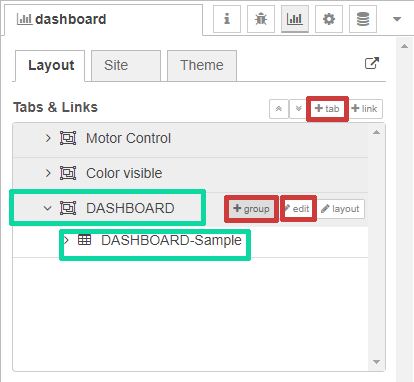 dashboard
Layout Site Theme
Tabs & Links +tab +link
Motor Control
Color visible
DASHBOARD +group edit layout
DASHBOARD-Sample